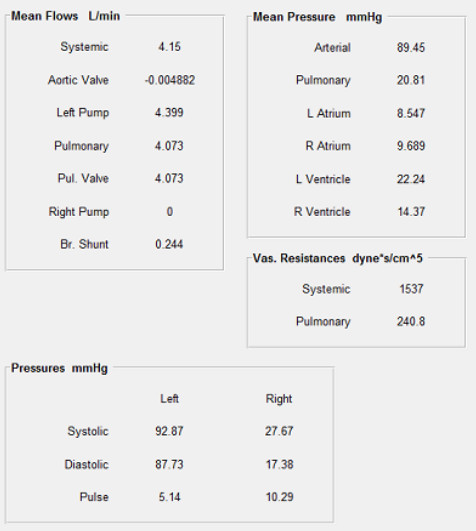 Mean Flows L/min
Systemic 4.15
Aortic Valve -0.004882
Left Pump 4.399
Pulmonary 4.073
Pul. Valve 4.073
Right Pump 0
Br. Shunt 0.244
Mean Pressure mmHg
Arterial 89.45
Pulmonary 20.81
L Atrium 8.547
R Atrium 9.689
L Ventricle 22.24
R Ventricle 14.37
Vas. Resistances dyne*s/cm^5
Systemic 1537
Pulmonary 240.8
Pressures mmHg
Left Right
Systolic 92.87 27.67
Diastolic 87.73 17.38
Pulse 5.14 10.29